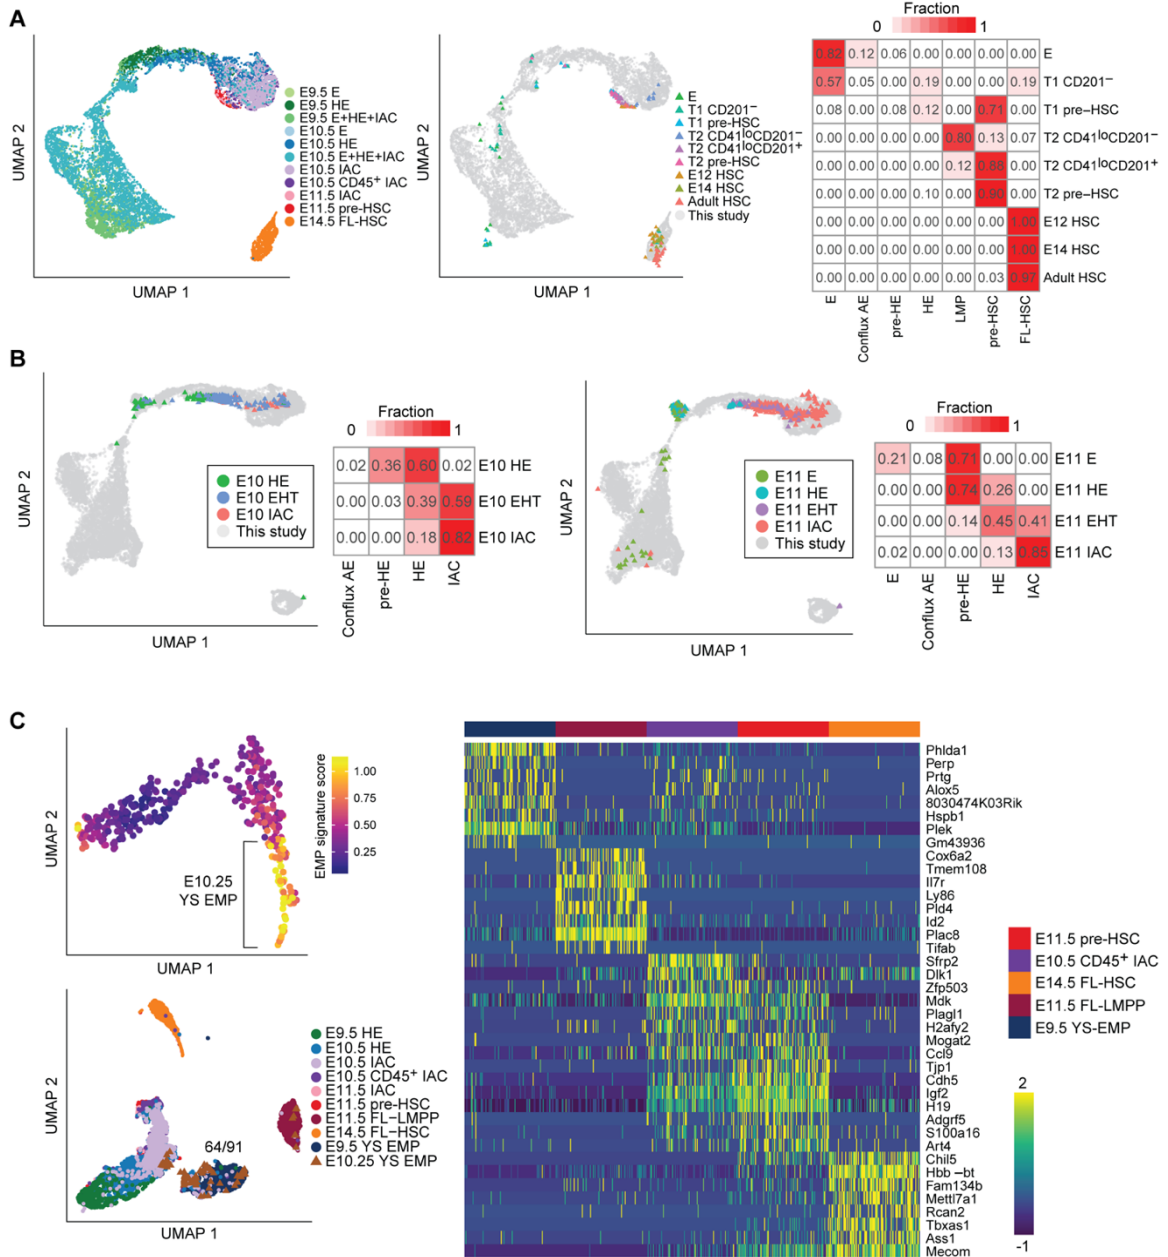 A
UMAP 2
UMAP 1
E9.5 E
E9.5 HE
E9.5 E+HE+IAC
E10.5 E
E10.5 HE
E10.5 E+HE+IAC
E10.5 IAC
E10.5 CD45+ IAC
E11.5 IAC
E11.5 pre-HSC
E14.5 FL-HSC
UMAP 2
UMAP 1
E
T1 CD201−
T1 pre-HSC
T2 CD41loCD201−
T2 CD41loCD201+
T2 pre-HSC
E12 HSC
E14 HSC
Adult HSC
This study
Fraction
0 1
0.82 0.12 0.06 0.00 0.00 0.00 0.00 E
0.57 0.05 0.00 0.19 0.00 0.00 0.19 T1 CD201−
0.08 0.00 0.08 0.12 0.00 0.71 0.00 T1 pre−HSC
0.00 0.00 0.00 0.00 0.80 0.13 0.07 T2 CD41loCD201−
0.00 0.00 0.00 0.00 0.12 0.88 0.00 T2 CD41loCD201+
0.00 0.00 0.00 0.10 0.00 0.90 0.00 T2 pre−HSC
0.00 0.00 0.00 0.00 0.00 0.00 1.00 E12 HSC
0.00 0.00 0.00 0.00 0.00 0.00 1.00 E14 HSC
0.00 0.00 0.00 0.00 0.00 0.03 0.97 Adult HSC
E
Conflux AE
pre-HE
HE
LMP
pre-HSC
FL-HSC
B
UMAP 2
UMAP 1
E10 HE
E10 EHT
E10 IAC
This study
Fraction
0 1
0.02 0.36 0.60 0.02 E10 HE
0.00 0.03 0.39 0.59 E10 EHT
0.00 0.00 0.18 0.82 E10 IAC
Conflux AE
pre-HE
HE
IAC
UMAP 2
UMAP 1
E11 E
E11 HE
E11 EHT
E11 IAC
This study
Fraction
0 1
0.21 0.08 0.71 0.00 0.00 E11 E
0.00 0.00 0.74 0.26 0.00 E11 HE
0.00 0.00 0.14 0.45 0.41 E11 EHT
0.02 0.00 0.00 0.13 0.85 E11 IAC
E
Conflux AE
pre-HE
HE
IAC
C
UMAP 2
UMAP 1
E10.25
YS EMP
EMP signature score
1.00
0.75
0.50
0.25
UMAP 2
UMAP 1
64/91
E9.5 HE
E10.5 HE
E10.5 IAC
E10.5 CD45+ IAC
E11.5 IAC
E11.5 pre-HSC
E11.5 FL−LMPP
E14.5 FL-HSC
E9.5 YS EMP
E10.25 YS EMP
Phlda1
Perp
Prtg
Alox5
8030474K03Rik
Hspb1
Plek
Gm43936
Cox6a2
Tmem108
Il7r
Ly86
Pld4
Id2
Plac8
Tifab
Sfrp2
Dlk1
Zfp503
Mdk
Plagl1
H2afy2
Mogat2
Ccl9
Tjp1
Cdh5
Igf2
H19
Adgrf5
S100a16
Art4
Chil5
Hbb−bt
Fam134b
Mettl7a1
Rcan2
Tbxas1
Ass1
Mecom
E11.5 pre-HSC
E10.5 CD45+ IAC
E14.5 FL-HSC
E11.5 FL-LMPP
E9.5 YS-EMP
2
-1